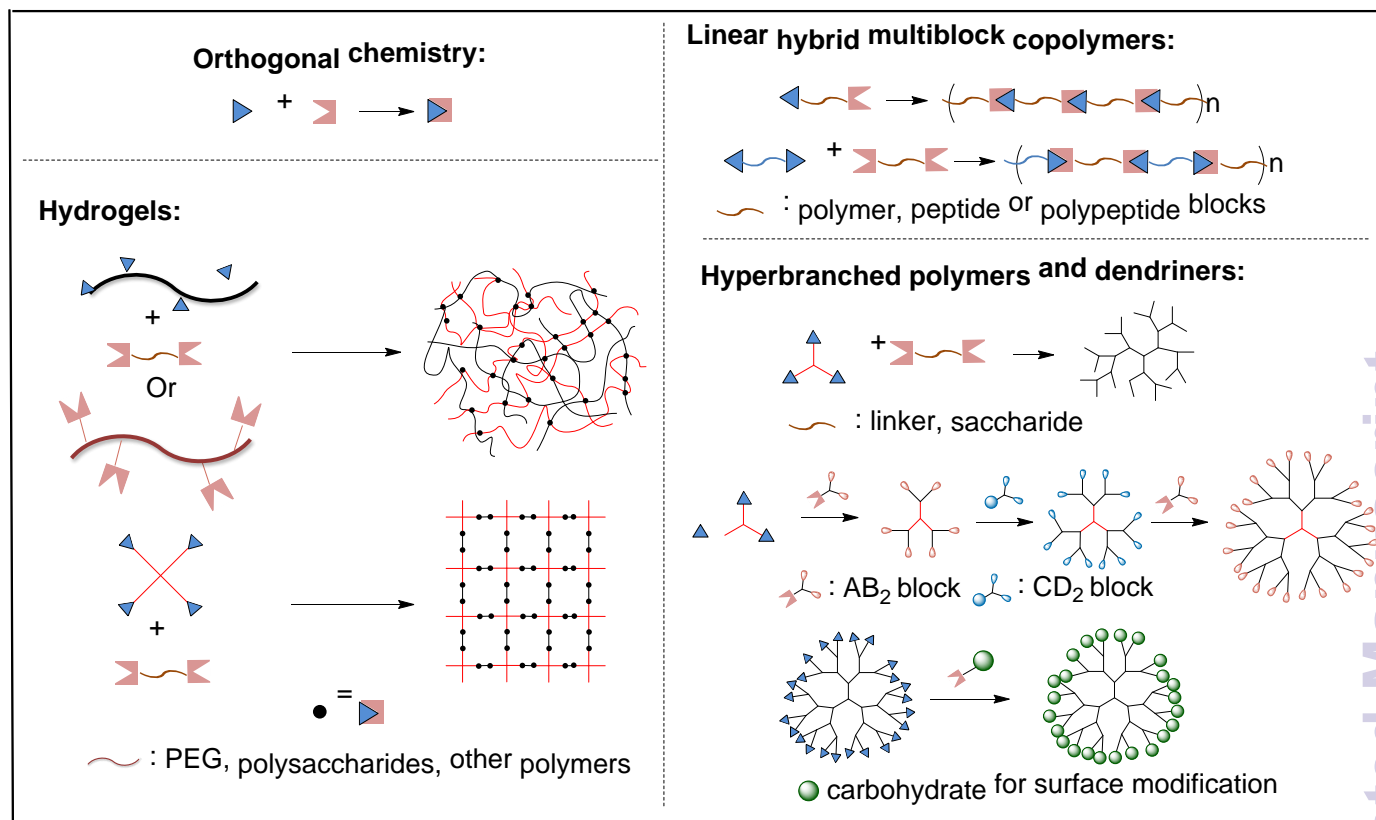 Orthogonal chemistry:
+
Hydrogels:
+
Or
+
=
: PEG, polysaccharides, other polymers
Linear hybrid multiblock copolymers:
n
+
n
: polymer, peptide or polypeptide blocks
Hyperbranched polymers and dendriners:
+
: linker, saccharide
: AB₂ block : CD₂ block
carbohydrate for surface modification